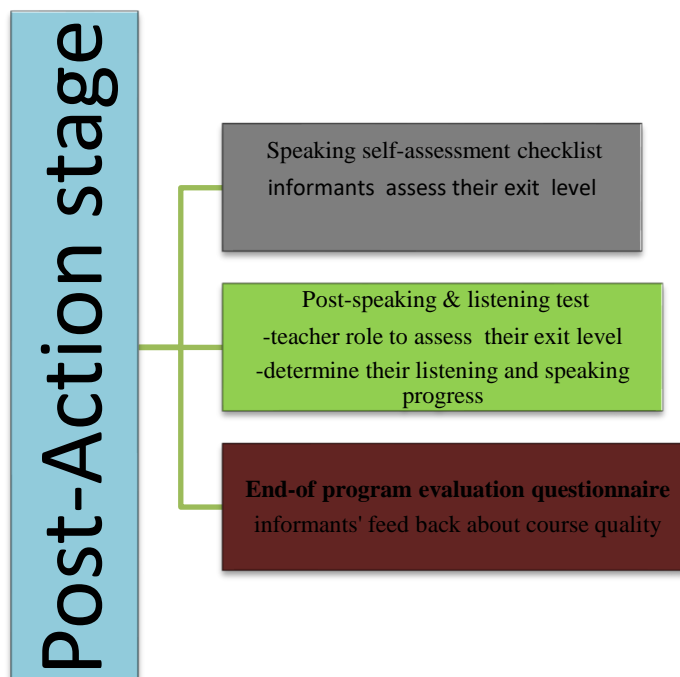 Post-Action stage
Speaking self-assessment checklist
informants assess their exit level
Post-speaking & listening test
-teacher role to assess their exit level
-determine their listening and speaking
progress
End-of program evaluation questionnaire
informants' feed back about course quality